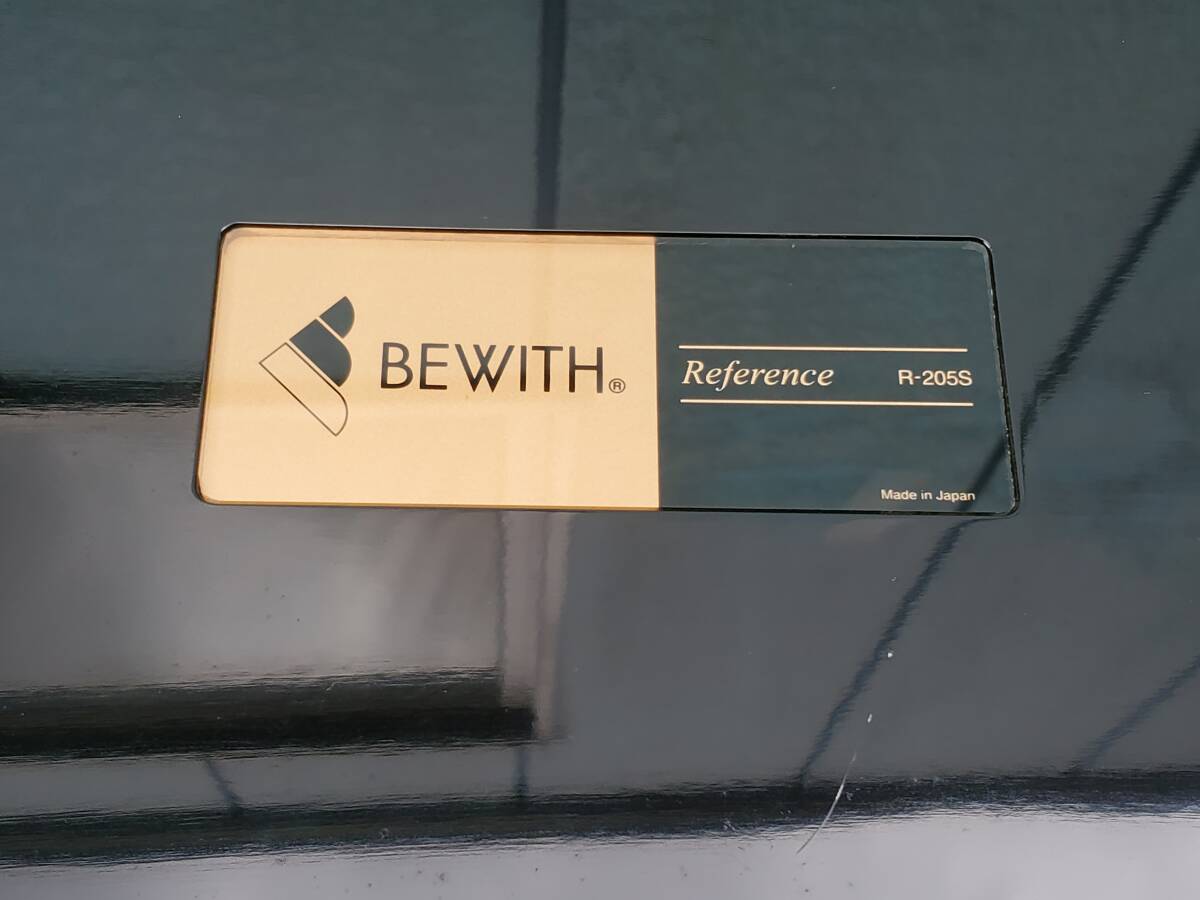 BEWITH®
Reference R-205S
Made in Japan